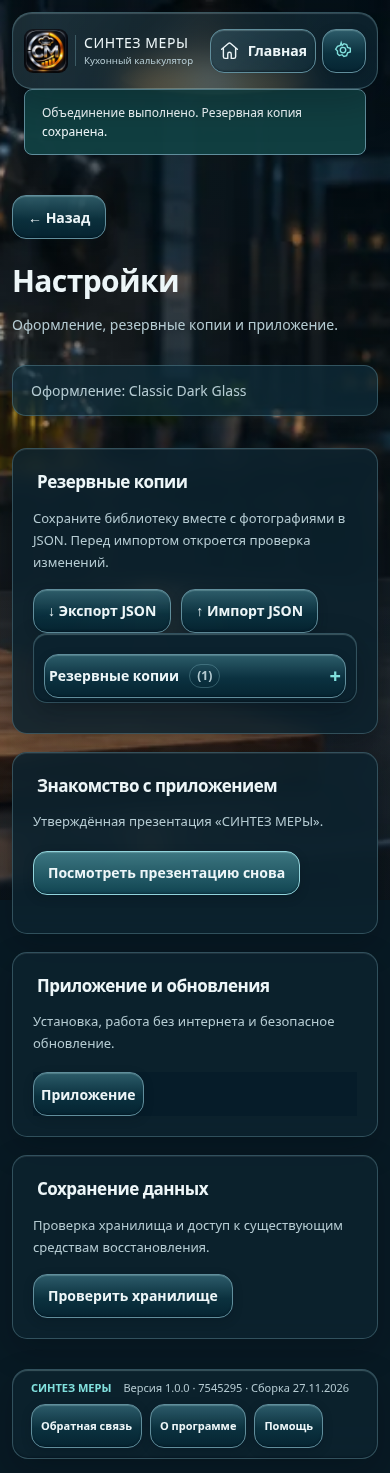 СМ
СИНТЕЗ МЕРЫ
Кухонный калькулятор
Главная
Объединение выполнено. Резервная копия
сохранена.
← Назад
Настройки
Оформление, резервные копии и приложение.
Оформление: Classic Dark Glass
Резервные копии
Сохраните библиотеку вместе с фотографиями в
JSON. Перед импортом откроется проверка
изменений.
↓ Экспорт JSON
↑ Импорт JSON
Резервные копии (1) +
Знакомство с приложением
Утверждённая презентация «СИНТЕЗ МЕРЫ».
Посмотреть презентацию снова
Приложение и обновления
Установка, работа без интернета и безопасное
обновление.
Приложение
Сохранение данных
Проверка хранилища и доступ к существующим
средствам восстановления.
Проверить хранилище
СИНТЕЗ МЕРЫ Версия 1.0.0 · 7545295 · Сборка 27.11.2026
Обратная связь
О программе
Помощь